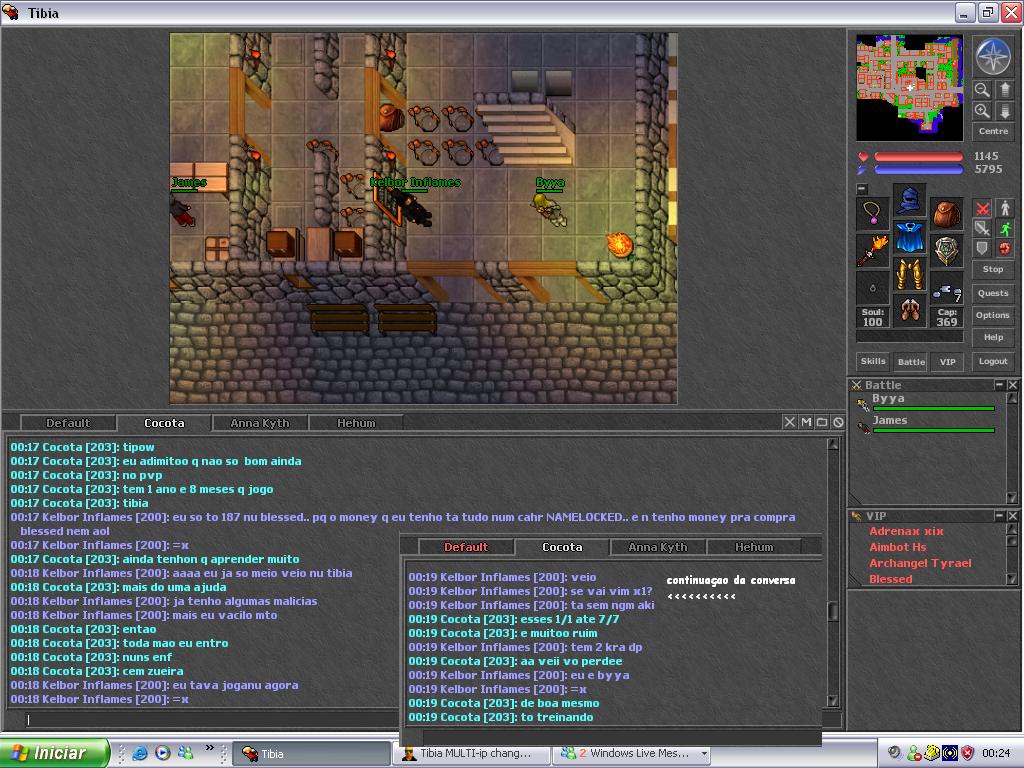 Tibia
James
Kelbor Inflames
Byya
Centre
1145
5795
7
Stop
Quests
Soul:
100
Cap:
369
Options
Help
Skills
Battle
VIP
Logout
Battle
Byya
James
VIP
Adrenax xix
Aimbot Hs
Archangel Tyrael
Blessed
Default
Cocota
Anna Kyth
Hehum
00:17 Cocota [203]: tipow
00:17 Cocota [203]: eu adimitoo q nao so bom ainda
00:17 Cocota [203]: no pvp
00:17 Cocota [203]: tem 1 ano e 8 meses q jogo
00:17 Cocota [203]: tibia
00:17 Kelbor Inflames [200]: eu so to 187 nu blessed.. pq o money q eu tenho ta tudo num cahr NAMELOCKED.. e n tenho money pra compra
blessed nem aol
00:17 Kelbor Inflames [200]: =x
00:17 Cocota [203]: ainda tenhon q aprender muito
00:18 Kelbor Inflames [200]: aaaa eu ja so meio veio nu tibia
00:18 Cocota [203]: mais do uma ajuda
00:18 Kelbor Inflames [200]: ja tenho algumas malicias
00:18 Kelbor Inflames [200]: mais eu vacilo mto
00:18 Cocota [203]: entao
00:18 Cocota [203]: toda mao eu entro
00:18 Cocota [203]: nuns enf
00:18 Cocota [203]: cem zueira
00:18 Kelbor Inflames [200]: eu tava joganu agora
00:18 Kelbor Inflames [200]: =x
Default
Cocota
Anna Kyth
Hehum
00:19 Kelbor Inflames [200]: veio
00:19 Kelbor Inflames [200]: se vai vim x1?
00:19 Kelbor Inflames [200]: ta sem ngm aki
00:19 Cocota [203]: esses 1/1 ate 7/7
00:19 Cocota [203]: e muitoo ruim
00:19 Kelbor Inflames [200]: tem 2 kra dp
00:19 Cocota [203]: aa veii vo perdee
00:19 Kelbor Inflames [200]: eu e byya
00:19 Kelbor Inflames [200]: =x
00:19 Cocota [203]: de boa mesmo
00:19 Cocota [203]: to treinando
continuaçao da conversa
<<<<<<<<<<
Iniciar
Tibia
Tibia MULTI-ip chang...
2 Windows Live Mes...
00:24